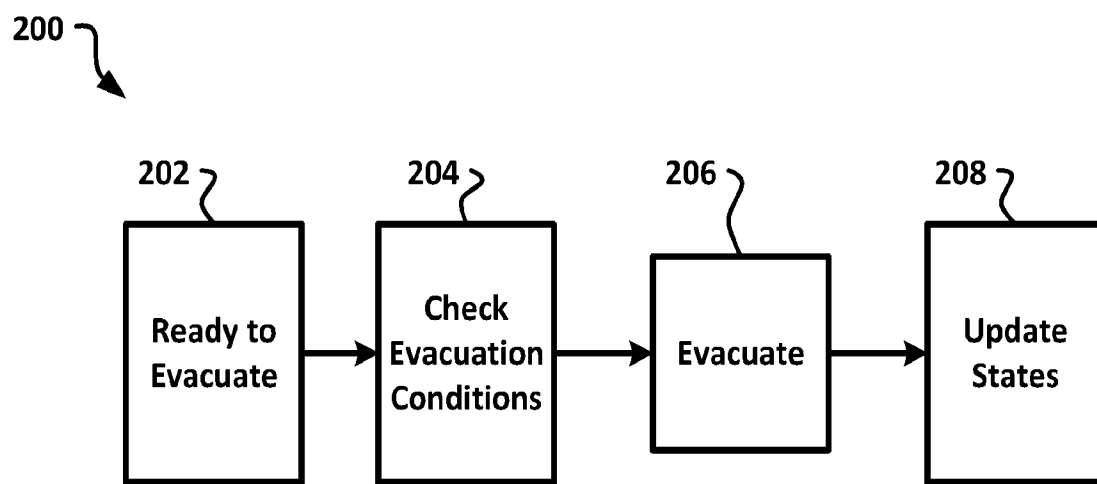 200
202
204
206
208
Ready to
Evacuate
Check
Evacuation
Conditions
Evacuate
Update
States